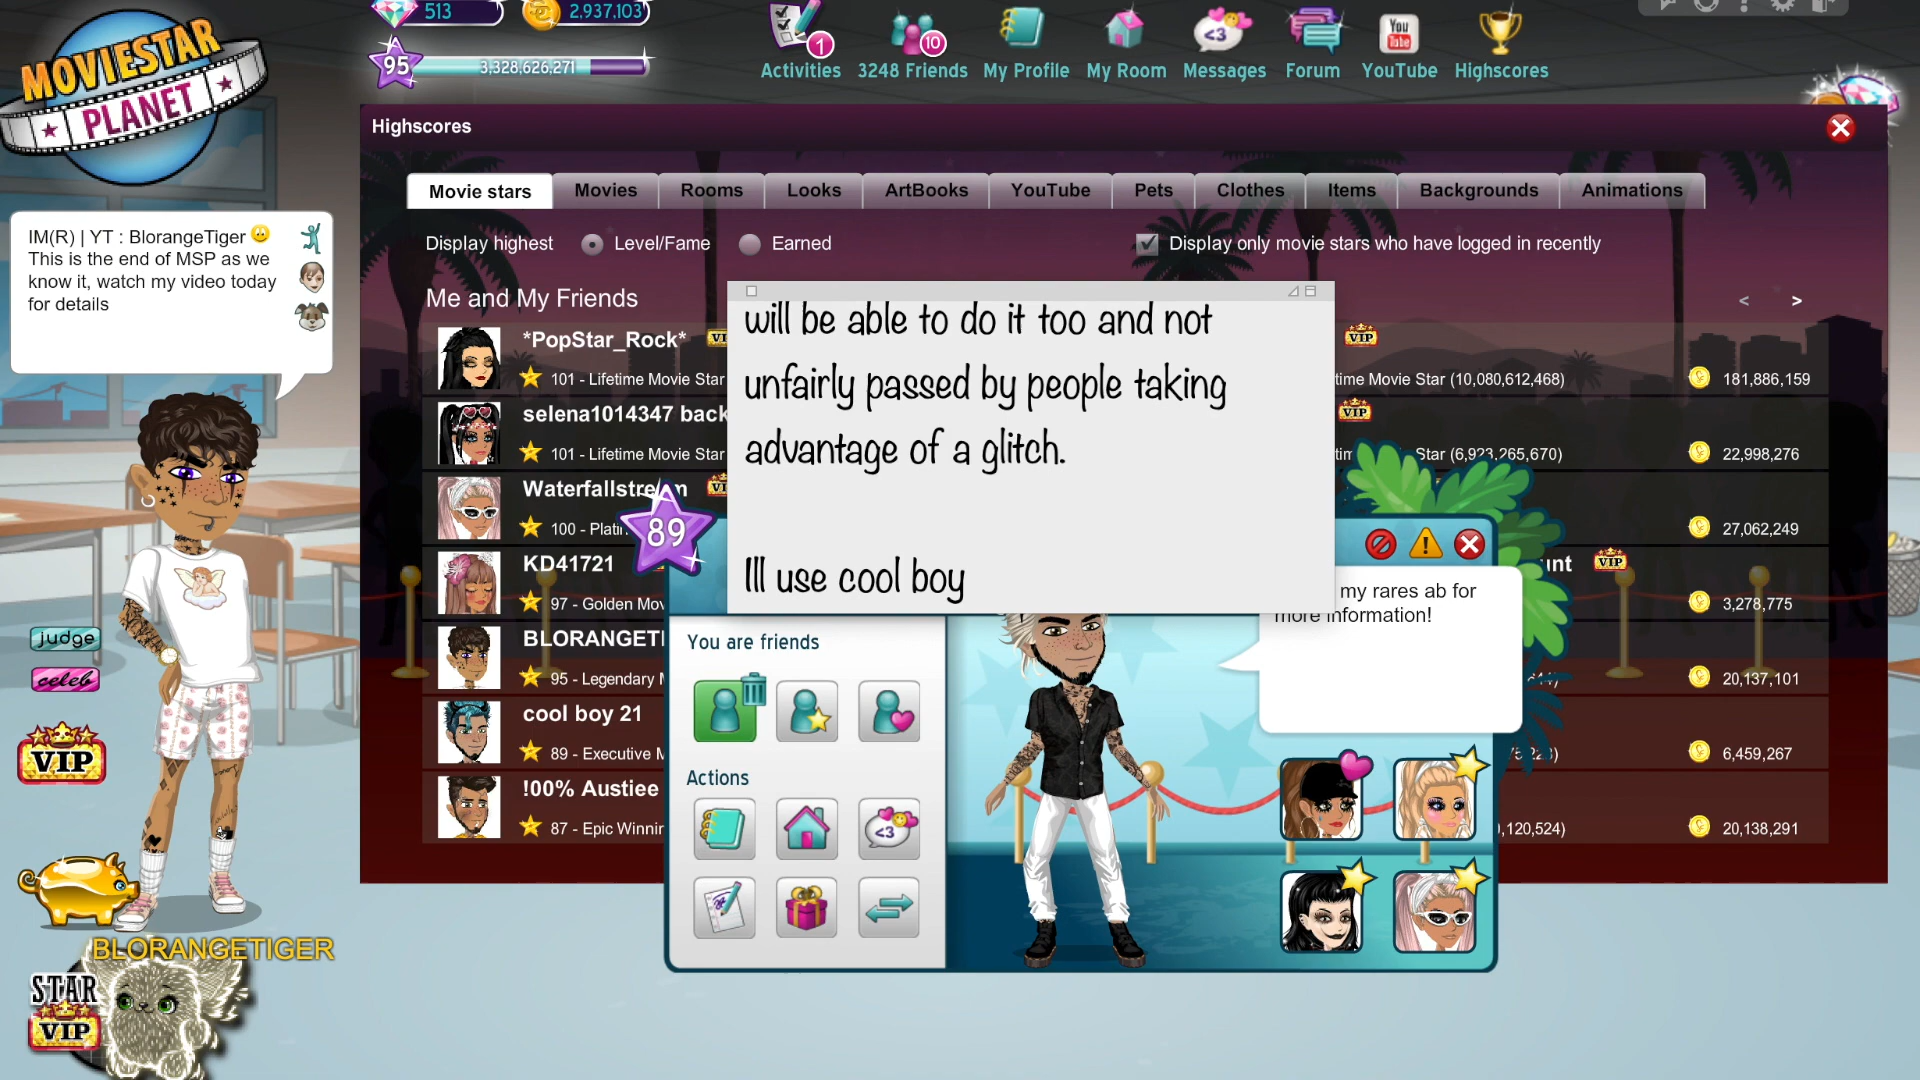 MOVIESTAR
PLANET
513
2,937,103
95
3,328,626,271
1
10
<3
You
Tube
Activities
3248 Friends
My Profile
My Room
Messages
Forum
YouTube
Highscores
Highscores
Movie stars
Movies
Rooms
Looks
ArtBooks
YouTube
Pets
Clothes
Items
Backgrounds
Animations
Display highest
Level/Fame
Earned
Display only movie stars who have logged in recently
IM(R) | YT : BlorangeTiger
This is the end of MSP as we
know it, watch my video today
for details
Me and My Friends
< >
*PopStar_Rock*
101 - Lifetime Movie Star
VIP
time Movie Star (10,080,612,468)
181,886,159
selena1014347 back
101 - Lifetime Movie Star
VIP
Star (6,923,265,670)
22,998,276
Waterfallstream
100 - Plati
27,062,249
KD41721
97 - Golden Mov
unt
VIP
3,278,775
BLORANGETI
95 - Legendary
20,137,101
cool boy 21
89 - Executive
6,459,267
!00% Austiee
87 - Epic Winnin
,120,524)
20,138,291
will be able to do it too and not
unfairly passed by people taking
advantage of a glitch.
Ill use cool boy
89
my rares ab for
more information!
You are friends
Actions
<3
judge
celeb
VIP
BLORANGETIGER
STAR
VIP